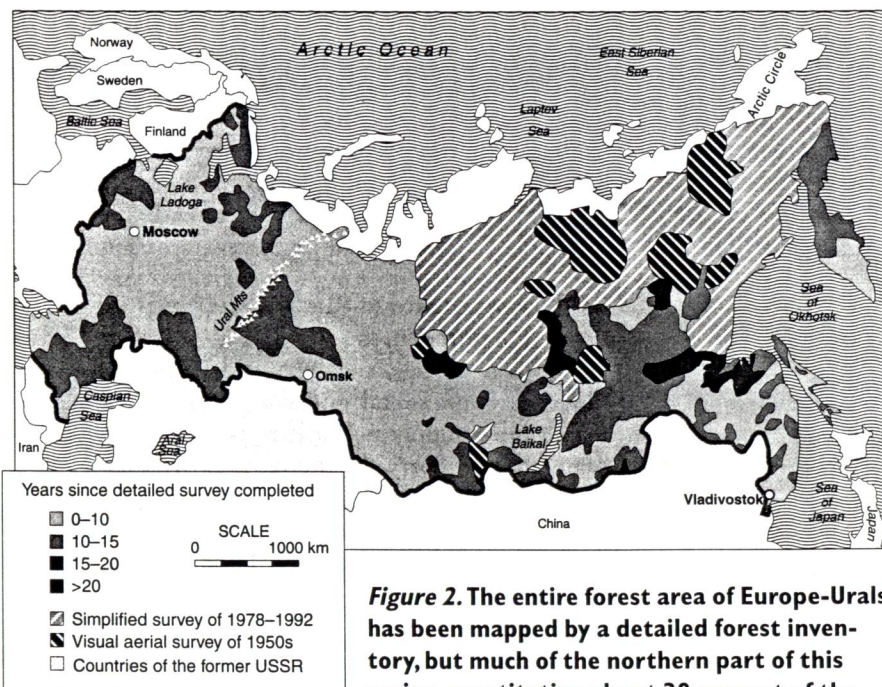 Norway
Sweden
Baltic Sea
Finland
Arctic Ocean
East Siberian
Sea
Arctic Circle
Laptev
Sea
Lake
Ladoga
Moscow
Ural Mts
Omsk
Caspian
Sea
Aral
Sea
Iran
Lake
Baikal
Sea
of
Okhotsk
China
Vladivostok
Sea
of
Japan
Japan
Years since detailed survey completed
0–10
10–15
15–20
>20
SCALE
0 1000 km
Simplified survey of 1978–1992
Visual aerial survey of 1950s
Countries of the former USSR
Figure 2. The entire forest area of Europe-Urals
has been mapped by a detailed forest inven-
tory, but much of the northern part of this